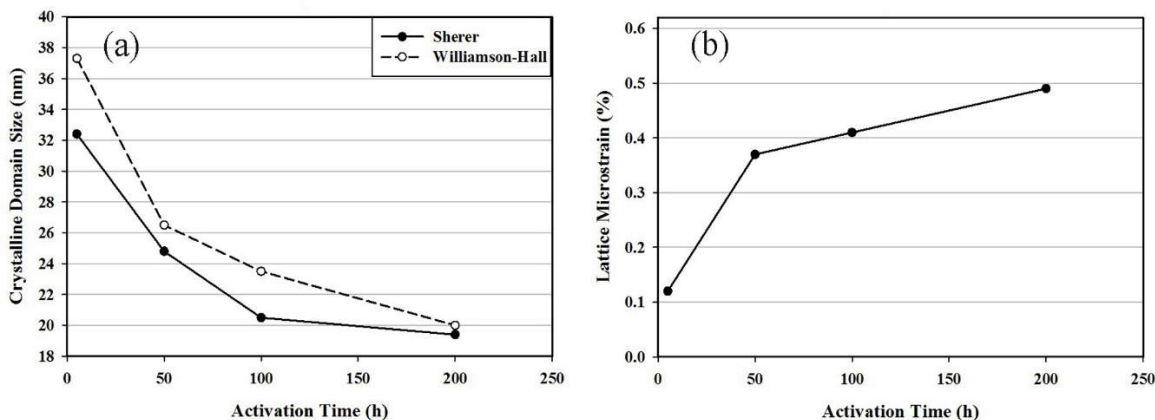 (a)
Sherer
Williamson-Hall
Crystalline Domain Size (nm)
40
38
36
34
32
30
28
26
24
22
20
18
0 50 100 150 200 250
Activation Time (h)
(b)
Lattice Microstrain (%)
0.6
0.5
0.4
0.3
0.2
0.1
0.0
0 50 100 150 200 250
Activation Time (h)